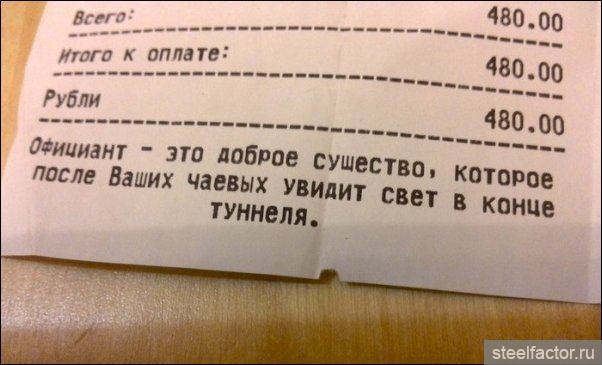 Всего: 480.00
Итого к оплате: 480.00
Рубли 480.00
Официант - это доброе существо, которое
после Ваших чаевых увидит свет в конце
туннеля.
steelfactor.ru